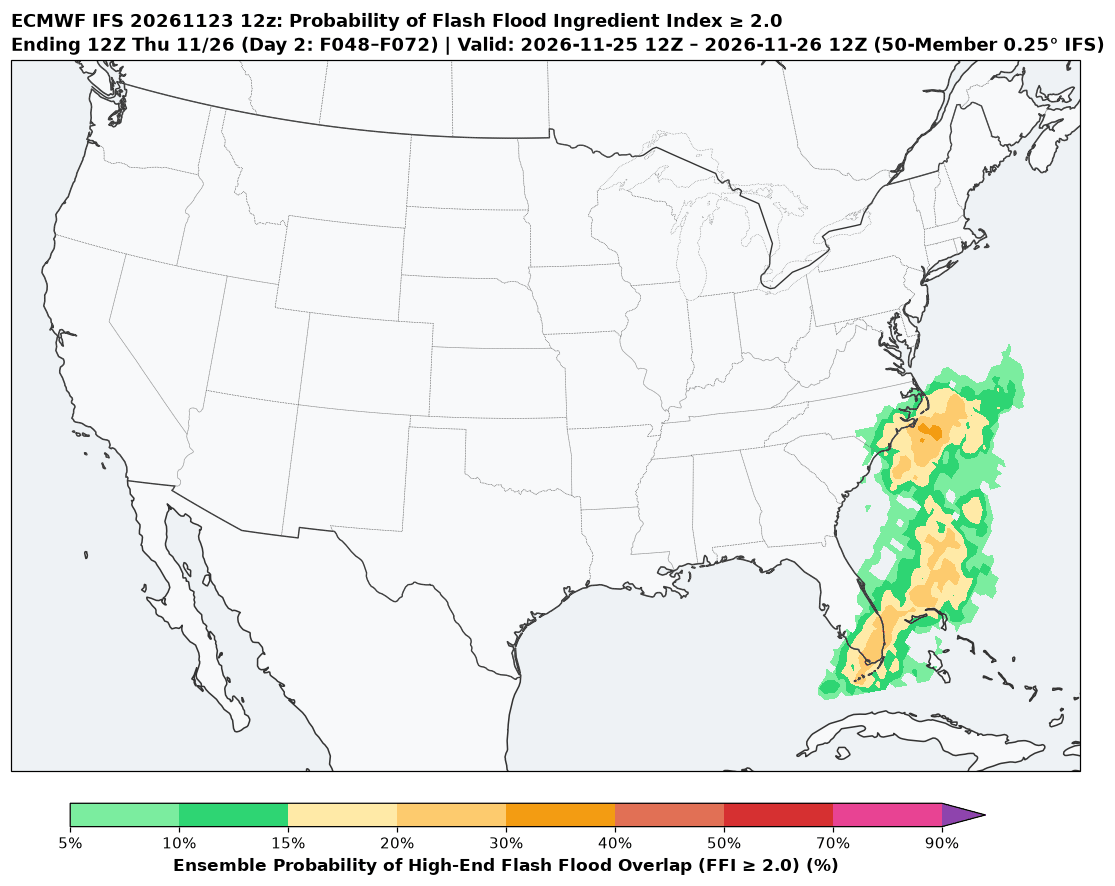 ECMWF IFS 20261123 12z: Probability of Flash Flood Ingredient Index ≥ 2.0
Ending 12Z Thu 11/26 (Day 2: F048–F072) | Valid: 2026-11-25 12Z – 2026-11-26 12Z (50-Member 0.25° IFS)
5% 10% 15% 20% 30% 40% 50% 70% 90%
Ensemble Probability of High-End Flash Flood Overlap (FFI ≥ 2.0) (%)